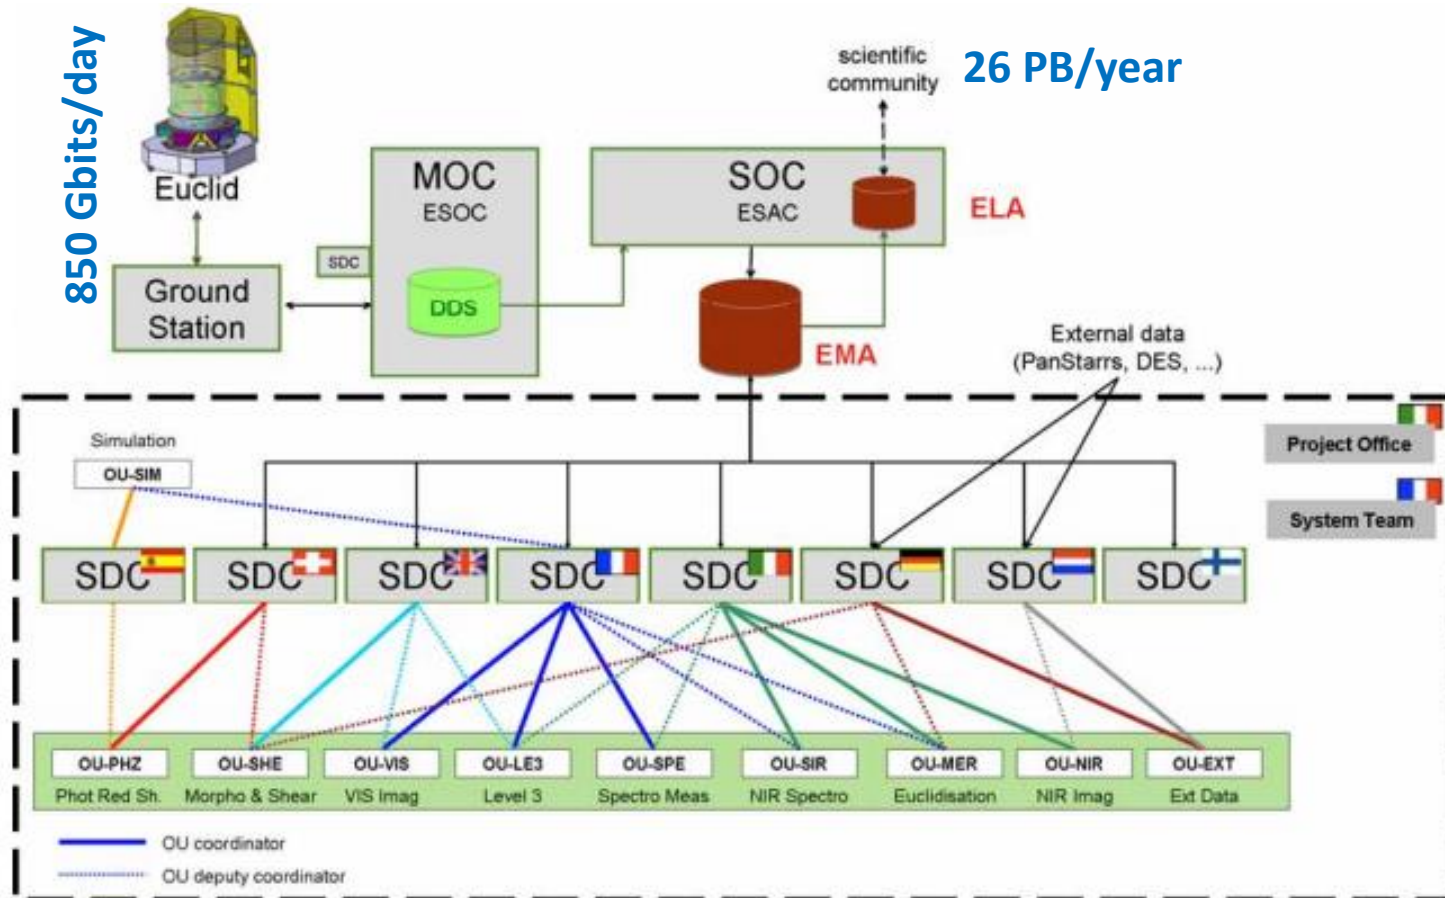 850 Gbits/day
Euclid
scientific
community
26 PB/year
MOC
ESOC
SOC
ESAC
ELA
SDC
Ground
Station
DDS
EMA
External data
(PanStarrs, DES, ...)
Simulation
OU-SIM
Project Office
System Team
SDC
SDC
SDC
SDC
SDC
SDC
SDC
SDC
OU-PHZ
OU-SHE
OU-VIS
OU-LE3
OU-SPE
OU-SIR
OU-MER
OU-NIR
OU-EXT
Phot Red Sh.
Morpho & Shear
VIS Imag
Level 3
Spectro Meas
NIR Spectro
Euclidisation
NIR Imag
Ext Data
OU coordinator
OU deputy coordinator